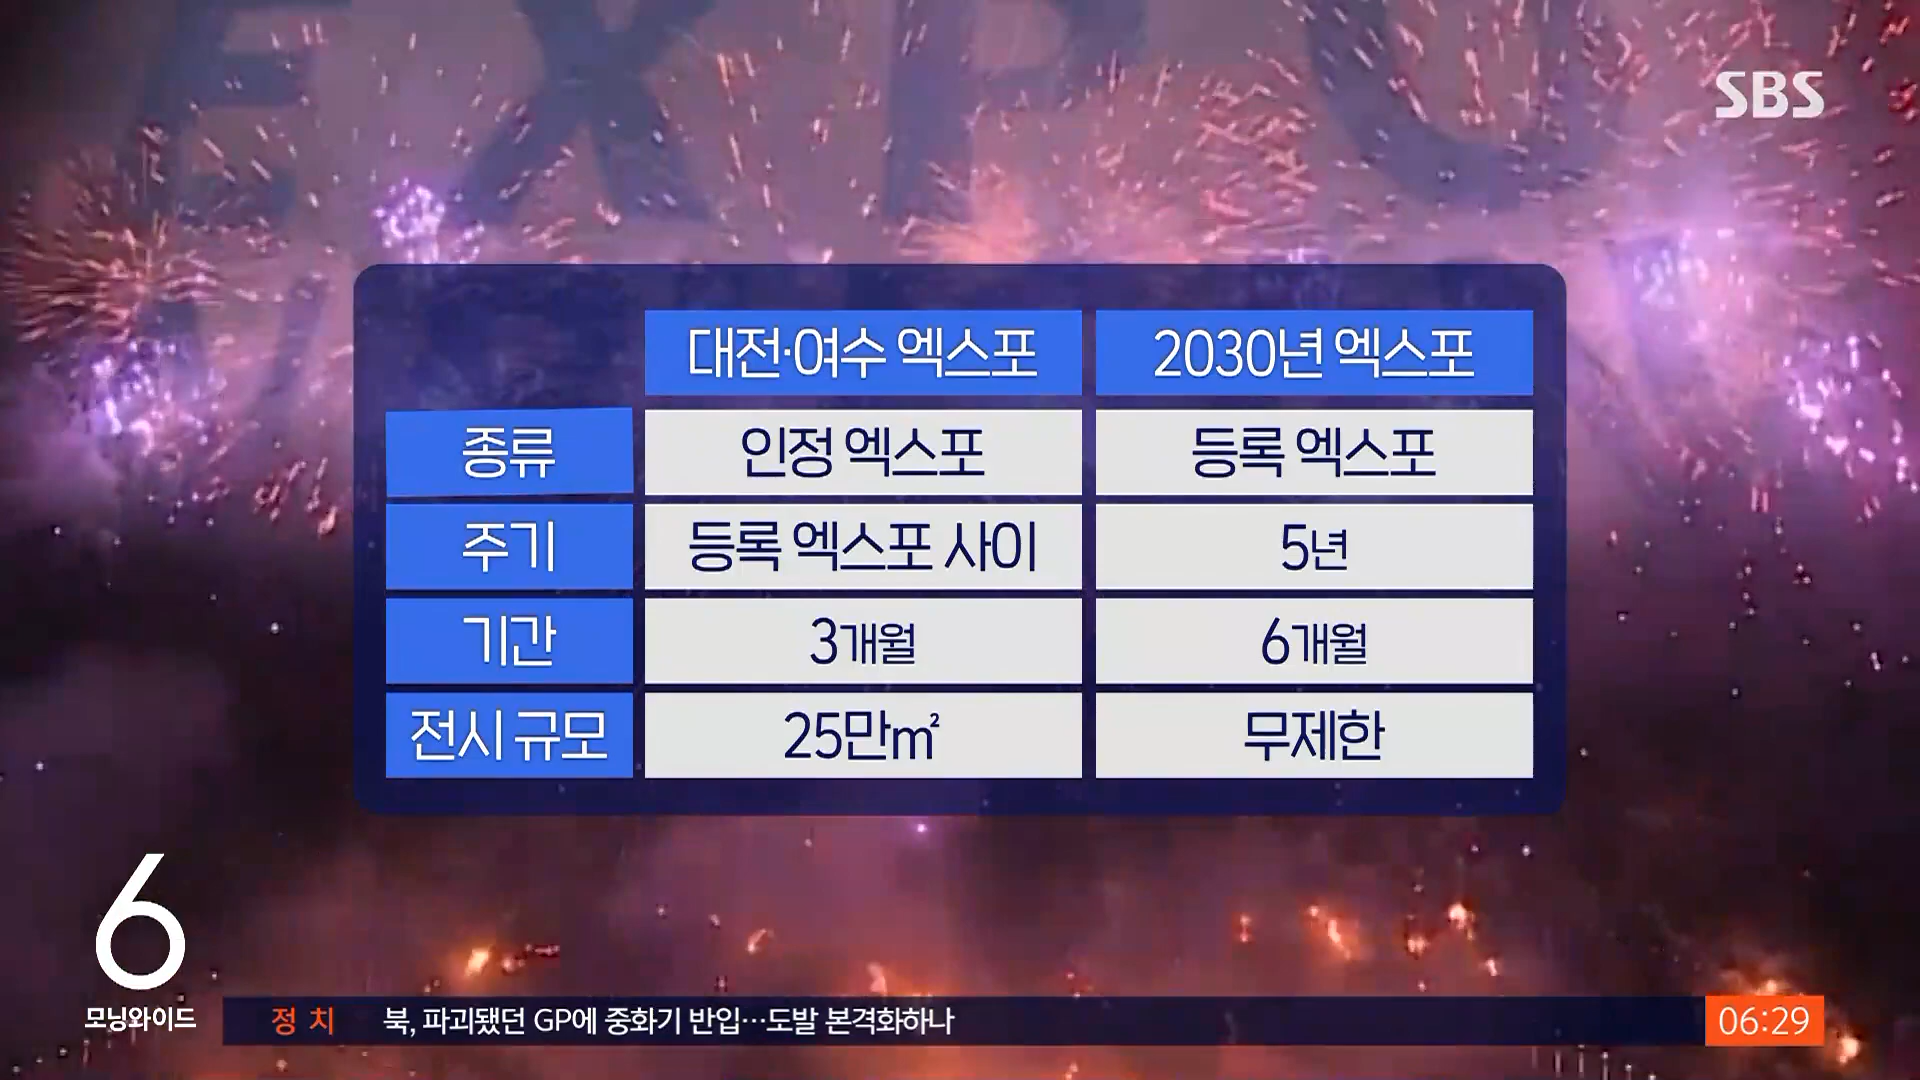 EXPO
SBS
대전·여수 엑스포 2030년 엑스포
종류 인정 엑스포 등록 엑스포
주기 등록 엑스포 사이 5년
기간 3개월 6개월
전시 규모 25만㎡ 무제한
6
모닝와이드
정치 북, 파괴됐던 GP에 중화기 반입…도발 본격화하나 06:29